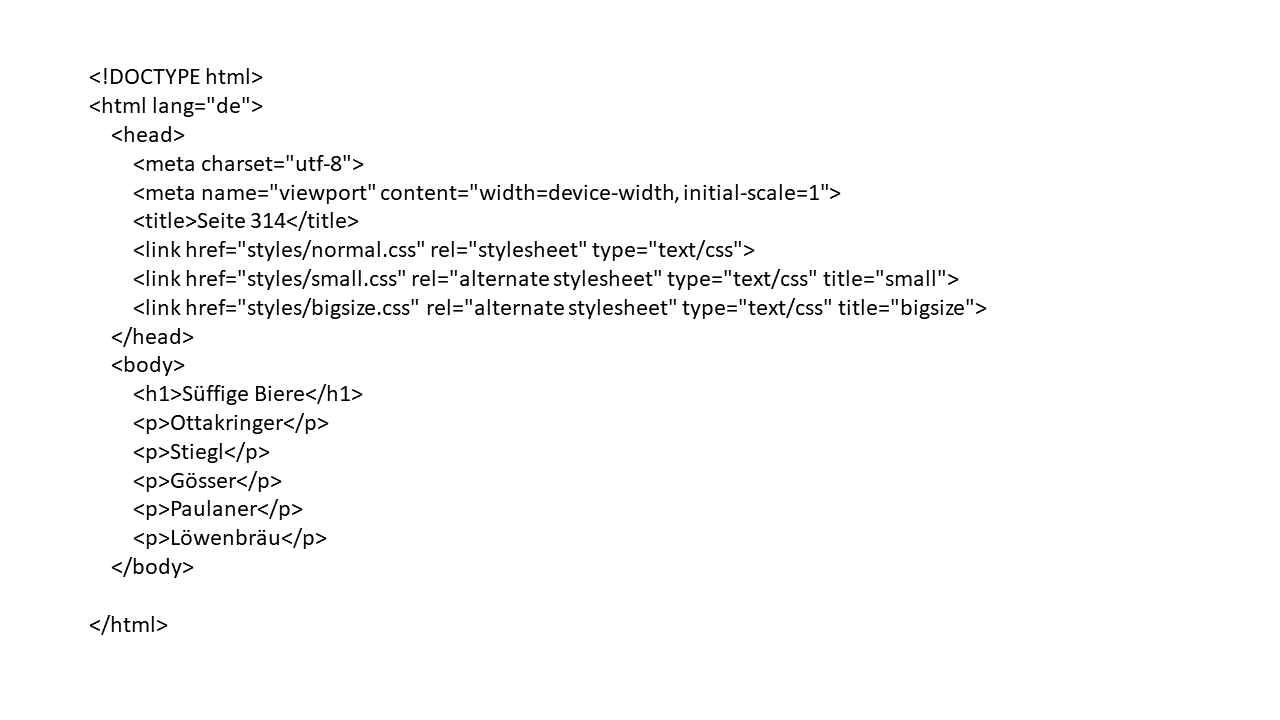 <!DOCTYPE html>
<html lang="de">
<head>
<meta charset="utf-8">
<meta name="viewport" content="width=device-width, initial-scale=1">
<title>Seite 314</title>
<link href="styles/normal.css" rel="stylesheet" type="text/css">
<link href="styles/small.css" rel="alternate stylesheet" type="text/css" title="small">
<link href="styles/bigsize.css" rel="alternate stylesheet" type="text/css" title="bigsize">
</head>
<body>
<h1>Süffige Biere</h1>
<p>Ottakringer</p>
<p>Stiegl</p>
<p>Gösser</p>
<p>Paulaner</p>
<p>Löwenbräu</p>
</body>
</html>